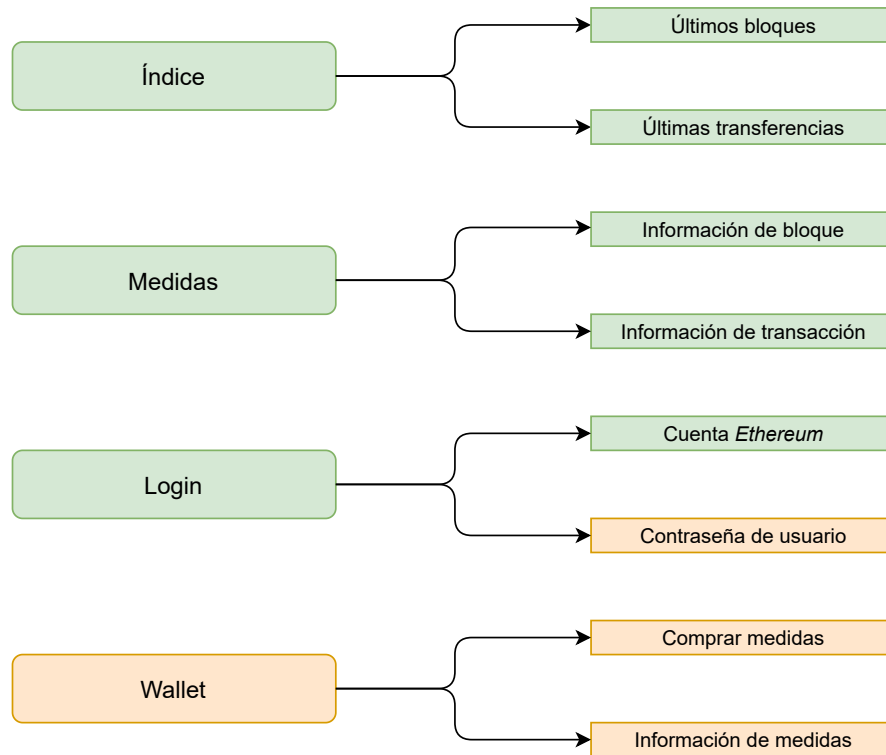 Índice
Últimos bloques
Últimas transferencias
Medidas
Información de bloque
Información de transacción
Login
Cuenta Ethereum
Contraseña de usuario
Wallet
Comprar medidas
Información de medidas